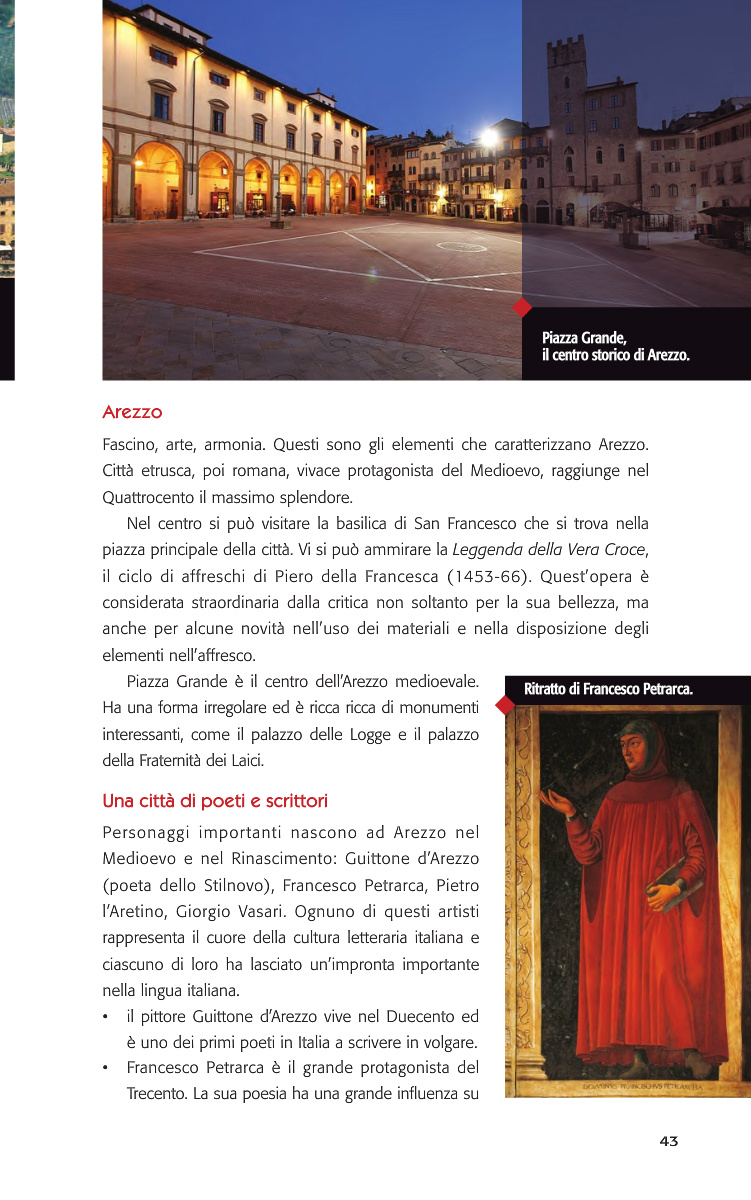 Piazza Grande,
il centro storico di Arezzo.
Arezzo
Fascino, arte, armonia. Questi sono gli elementi che caratterizzano Arezzo.
Città etrusca, poi romana, vivace protagonista del Medioevo, raggiunge nel
Quattrocento il massimo splendore.
Nel centro si può visitare la basilica di San Francesco che si trova nella
piazza principale della città. Vi si può ammirare la Leggenda della Vera Croce,
il ciclo di affreschi di Piero della Francesca (1453-66). Quest'opera è
considerata straordinaria dalla critica non soltanto per la sua bellezza, ma
anche per alcune novità nell'uso dei materiali e nella disposizione degli
elementi nell'affresco.
Piazza Grande è il centro dell'Arezzo medioevale.
Ha una forma irregolare ed è ricca ricca di monumenti
interessanti, come il palazzo delle Logge e il palazzo
della Fraternità dei Laici.
Ritratto di Francesco Petrarca.
Una città di poeti e scrittori
Personaggi importanti nascono ad Arezzo nel
Medioevo e nel Rinascimento: Guittone d'Arezzo
(poeta dello Stilnovo), Francesco Petrarca, Pietro
l'Aretino, Giorgio Vasari. Ognuno di questi artisti
rappresenta il cuore della cultura letteraria italiana e
ciascuno di loro ha lasciato un'impronta importante
nella lingua italiana.
• il pittore Guittone d'Arezzo vive nel Duecento ed
è uno dei primi poeti in Italia a scrivere in volgare.
• Francesco Petrarca è il grande protagonista del
Trecento. La sua poesia ha una grande influenza su
43